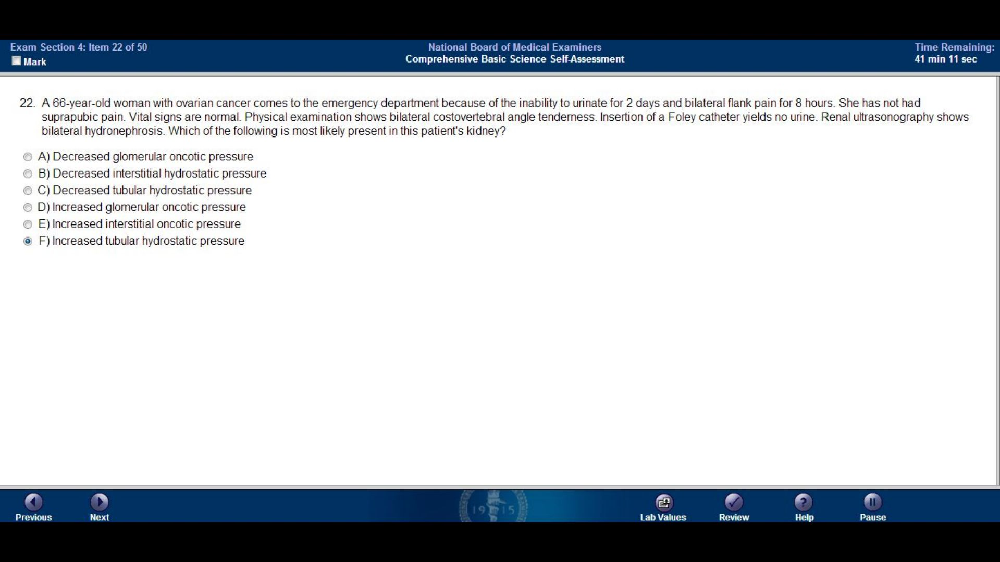 Exam Section 4: Item 22 of 50
Mark
National Board of Medical Examiners
Comprehensive Basic Science Self-Assessment
Time Remaining:
41 min 11 sec
22. A 66-year-old woman with ovarian cancer comes to the emergency department because of the inability to urinate for 2 days and bilateral flank pain for 8 hours. She has not had
suprapubic pain. Vital signs are normal. Physical examination shows bilateral costovertebral angle tenderness. Insertion of a Foley catheter yields no urine. Renal ultrasonography shows
bilateral hydronephrosis. Which of the following is most likely present in this patient's kidney?
A) Decreased glomerular oncotic pressure
B) Decreased interstitial hydrostatic pressure
C) Decreased tubular hydrostatic pressure
D) Increased glomerular oncotic pressure
E) Increased interstitial oncotic pressure
F) Increased tubular hydrostatic pressure
1915
Previous
Next
Lab Values
Review
Help
Pause